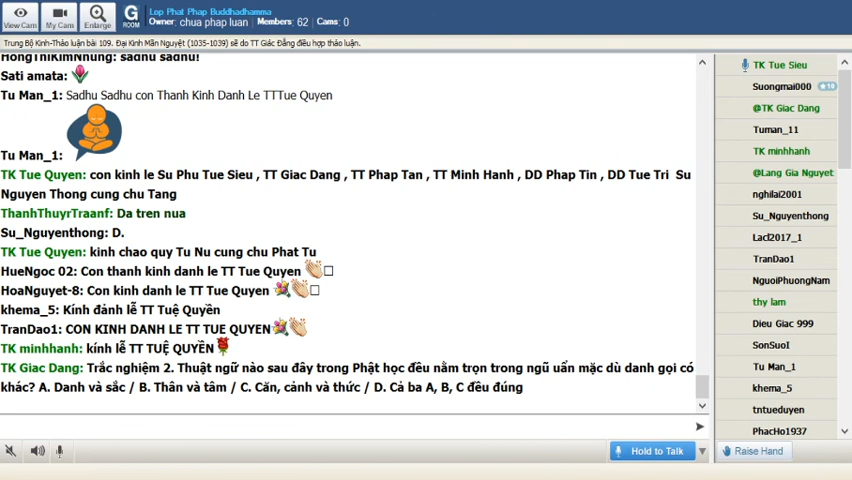 Lop Phat Phap Buddhadhamma
Owner: chua phap luan Members: 62 Cams: 0
View Cam My Cam Enlarge G ROOM
Trung Bộ Kinh-Thảo luận bài 109. Đại Kinh Mãn Nguyệt (1035-1039) sẽ do TT Giác Đẳng điều hợp thảo luận.
HongThiKimNhung: sadhu sadhu!
Sati amata:
Tu Man_1: Sadhu Sadhu con Thanh Kinh Danh Le TTTue Quyen
Tu Man_1:
TK Tue Quyen: con kinh le Su Phu Tue Sieu , TT Giac Dang , TT Phap Tan , TT Minh Hanh , DD Phap Tin , DD Tue Tri Su
Nguyen Thong cung chu Tang
ThanhThuyrTraanf: Da tren nua
Su_Nguyenthong: D.
TK Tue Quyen: kinh chao quy Tu Nu cung chu Phat Tu
HueNgoc 02: Con thanh kinh danh le TT Tue Quyen
HoaNguyet-8: Con kinh danh le TT Tue Quyen
khema_5: Kính đảnh lễ TT Tuệ Quyền
TranDao1: CON KINH DANH LE TT TUE QUYEN
TK minhhanh: kính lễ TT TUỆ QUYỀN
TK Giac Dang: Trắc nghiệm 2. Thuật ngữ nào sau đây trong Phật học đều nằm trọn trong ngũ uẩn mặc dù danh gọi có
khác? A. Danh và sắc / B. Thân và tâm / C. Căn, cảnh và thức / D. Cả ba A, B, C đều đúng
Hold to Talk
TK Tue Sieu
Suongmai000 10
@TK Giac Dang
Tuman_11
TK minhhanh
@Lang Gia Nguyet
nghilai2001
Su_Nguyenthong
Lacl2017_1
TranDao1
NguoiPhuongNam
thy lam
Dieu Giac 999
SonSuoI
Tu Man_1
khema_5
tntueduyen
PhacHo1937
Raise Hand